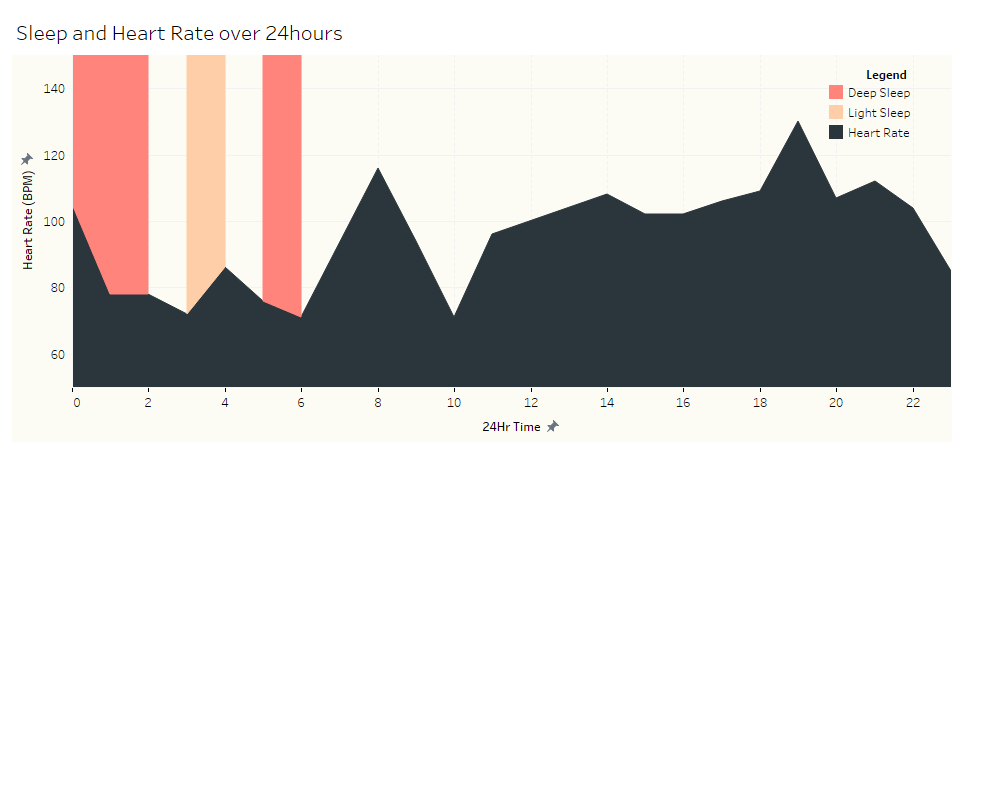 Sleep and Heart Rate over 24hours
Legend
Deep Sleep
Light Sleep
Heart Rate
Heart Rate (BPM)
140
120
100
80
60
0 2 4 6 8 10 12 14 16 18 20 22
24Hr Time